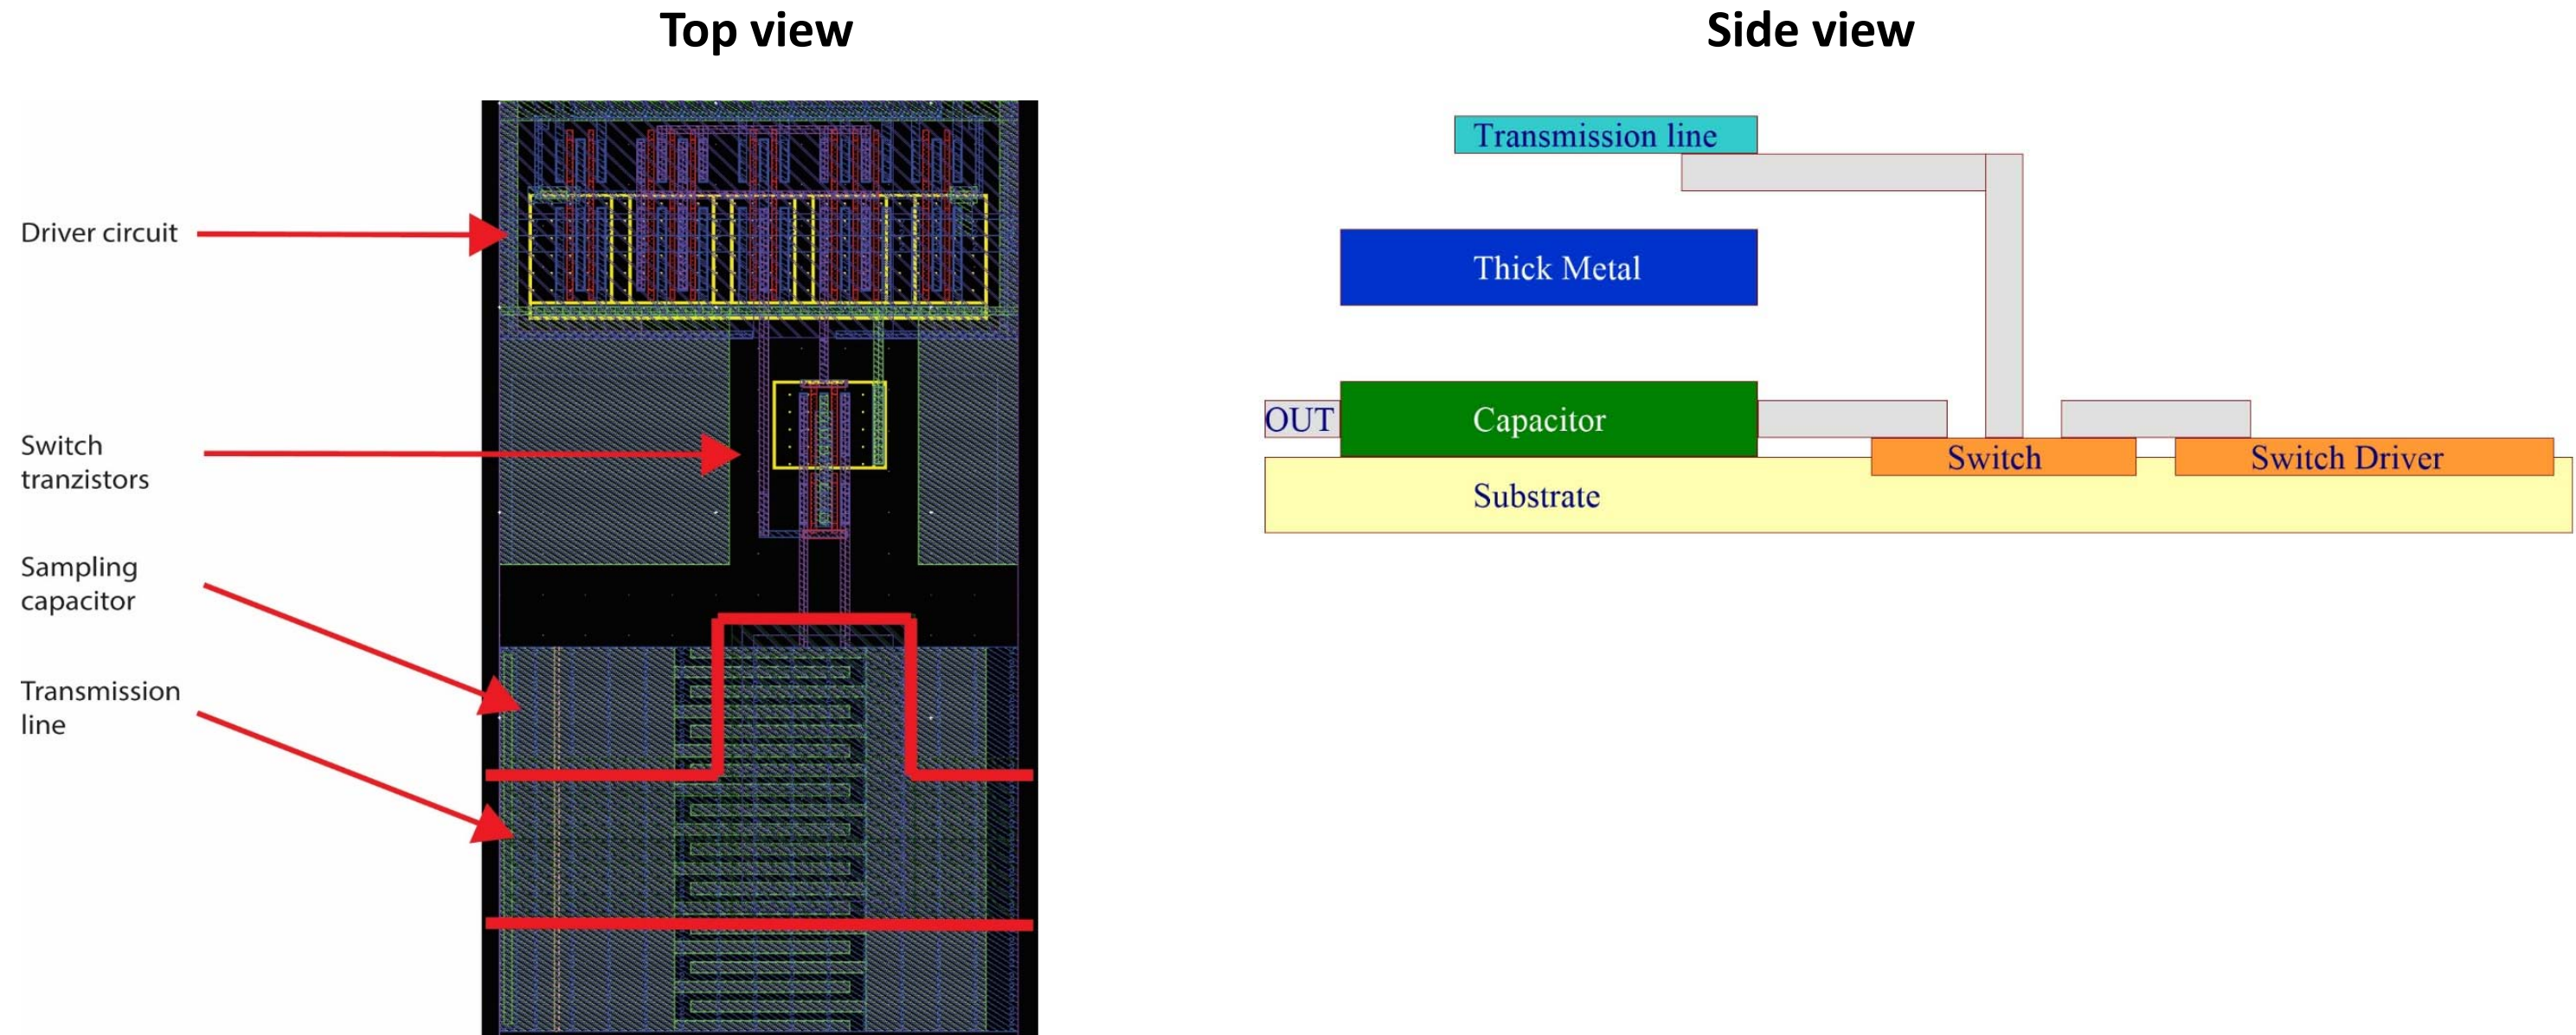 Top view
Side view
Driver circuit
Switch
tranzistors
Sampling
capacitor
Transmission
line
Transmission line
Thick Metal
OUT
Capacitor
Switch
Switch Driver
Substrate